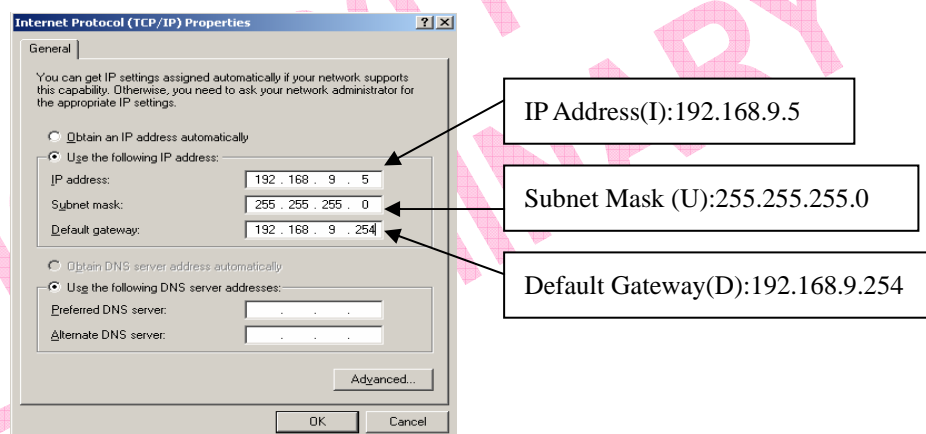 Internet Protocol (TCP/IP) Properties
General
You can get IP settings assigned automatically if your network supports
this capability. Otherwise, you need to ask your network administrator for
the appropriate IP settings.
Obtain an IP address automatically
Use the following IP address:
IP address: 192 . 168 . 9 . 5
Subnet mask: 255 . 255 . 255 . 0
Default gateway: 192 . 168 . 9 . 254
Obtain DNS server address automatically
Use the following DNS server addresses:
Preferred DNS server: . . .
Alternate DNS server: . . .
Advanced...
OK Cancel
IP Address(I):192.168.9.5
Subnet Mask (U):255.255.255.0
Default Gateway(D):192.168.9.254